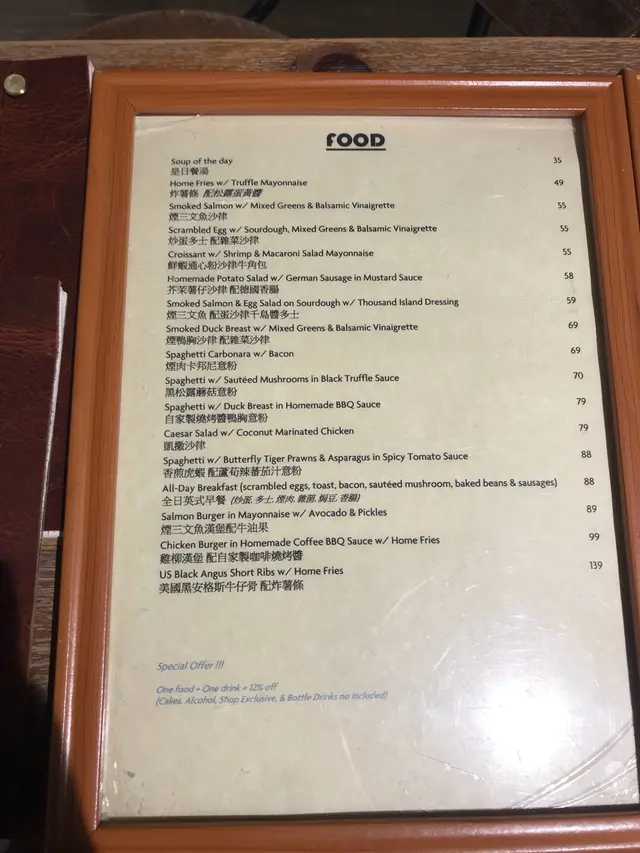 FOOD
Soup of the day 35
是日餐湯
Home Fries w/ Truffle Mayonnaise 49
炸薯條 配松露蛋黃醬
Smoked Salmon w/ Mixed Greens & Balsamic Vinaigrette 55
煙三文魚沙律
Scrambled Egg w/ Sourdough, Mixed Greens & Balsamic Vinaigrette 55
炒蛋多士 配雜菜沙律
Croissant w/ Shrimp & Macaroni Salad Mayonnaise 55
鮮蝦通心粉沙律牛角包
Homemade Potato Salad w/ German Sausage in Mustard Sauce 58
芥茉薯仔沙律 配德國香腸
Smoked Salmon & Egg Salad on Sourdough w/ Thousand Island Dressing 59
煙三文魚 配蛋沙律千島醬多士
Smoked Duck Breast w/ Mixed Greens & Balsamic Vinaigrette 69
煙鴨胸沙律 配雜菜沙律
Spaghetti Carbonara w/ Bacon 69
煙肉卡邦尼意粉
Spaghetti w/ Sautéed Mushrooms in Black Truffle Sauce 70
黑松露蘑菇意粉
Spaghetti w/ Duck Breast in Homemade BBQ Sauce 79
自家製燒烤醬鴨胸意粉
Caesar Salad w/ Coconut Marinated Chicken 79
凱撒沙律
Spaghetti w/ Butterfly Tiger Prawns & Asparagus in Spicy Tomato Sauce 88
香煎虎蝦 配蘆荀辣蕃茄汁意粉
All-Day Breakfast (scrambled eggs, toast, bacon, sautéed mushroom, baked beans & sausages) 88
全日英式早餐 (炒蛋, 多士, 煙肉, 雜菌, 焗豆, 香腸)
Salmon Burger in Mayonnaise w/ Avocado & Pickles 89
煙三文魚漢堡配牛油果
Chicken Burger in Homemade Coffee BBQ Sauce w/ Home Fries 99
雞柳漢堡 配自家製咖啡燒烤醬
US Black Angus Short Ribs w/ Home Fries 139
美國黑安格斯牛仔骨 配炸薯條
Special Offer !!!
One food + One drink = 12% off
(Cakes, Alcohol, Shop Exclusive, & Bottle Drinks no included)